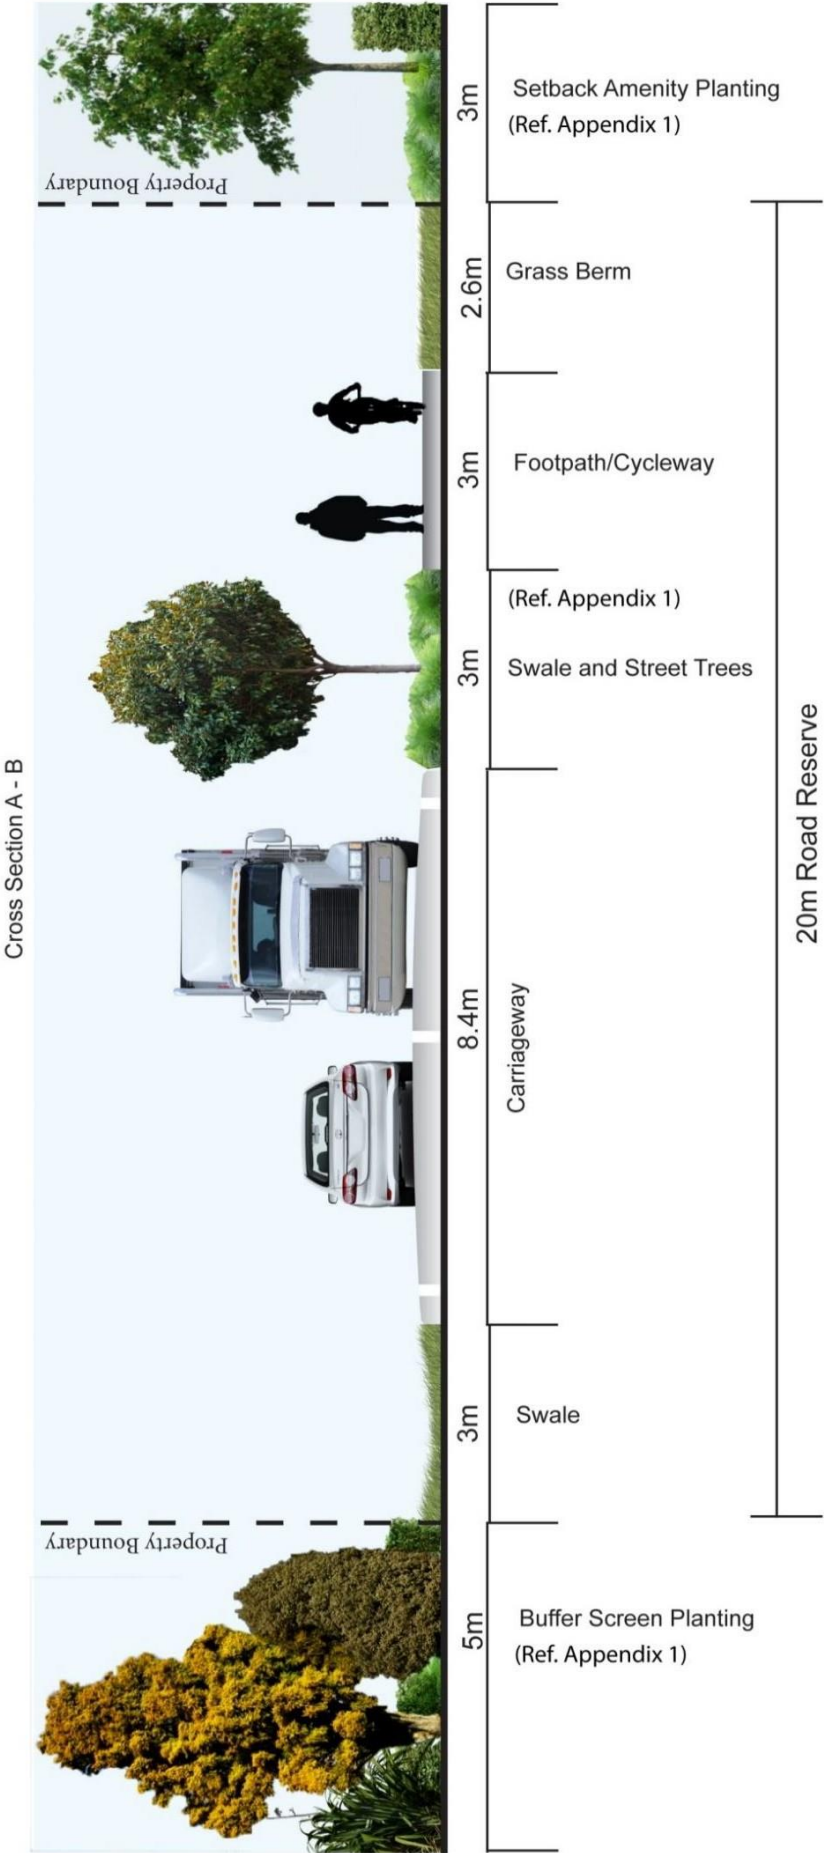 Cross Section A - B
Property Boundary
3m
Setback Amenity Planting
(Ref. Appendix 1)
2.6m
Grass Berm
3m
Footpath/Cycleway
3m
(Ref. Appendix 1)
Swale and Street Trees
8.4m
Carriageway
20m Road Reserve
3m
Swale
Property Boundary
5m
Buffer Screen Planting
(Ref. Appendix 1)